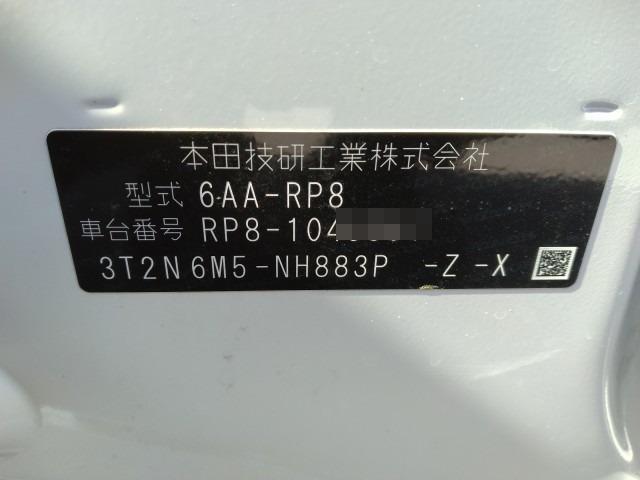 本田技研工業株式会社
型式 6AA-RP8
車台番号 RP8-104
3T2N6M5-NH883P -Z-X